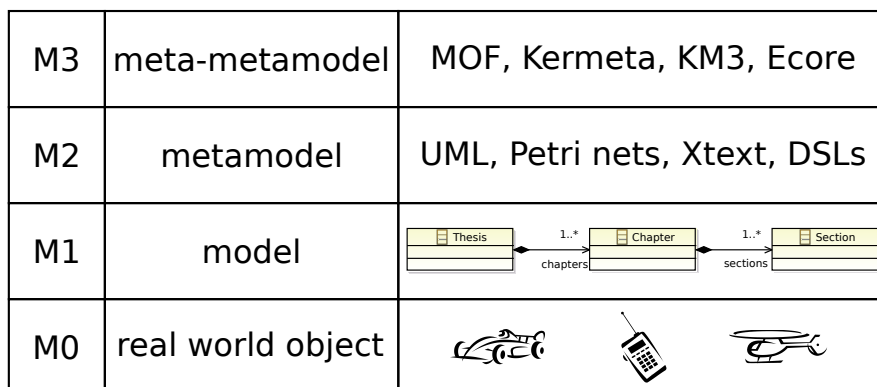 M3 meta-metamodel MOF, Kermeta, KM3, Ecore
M2 metamodel UML, Petri nets, Xtext, DSLs
M1 model
Thesis 1..* Chapter 1..* Section
chapters sections
M0 real world object